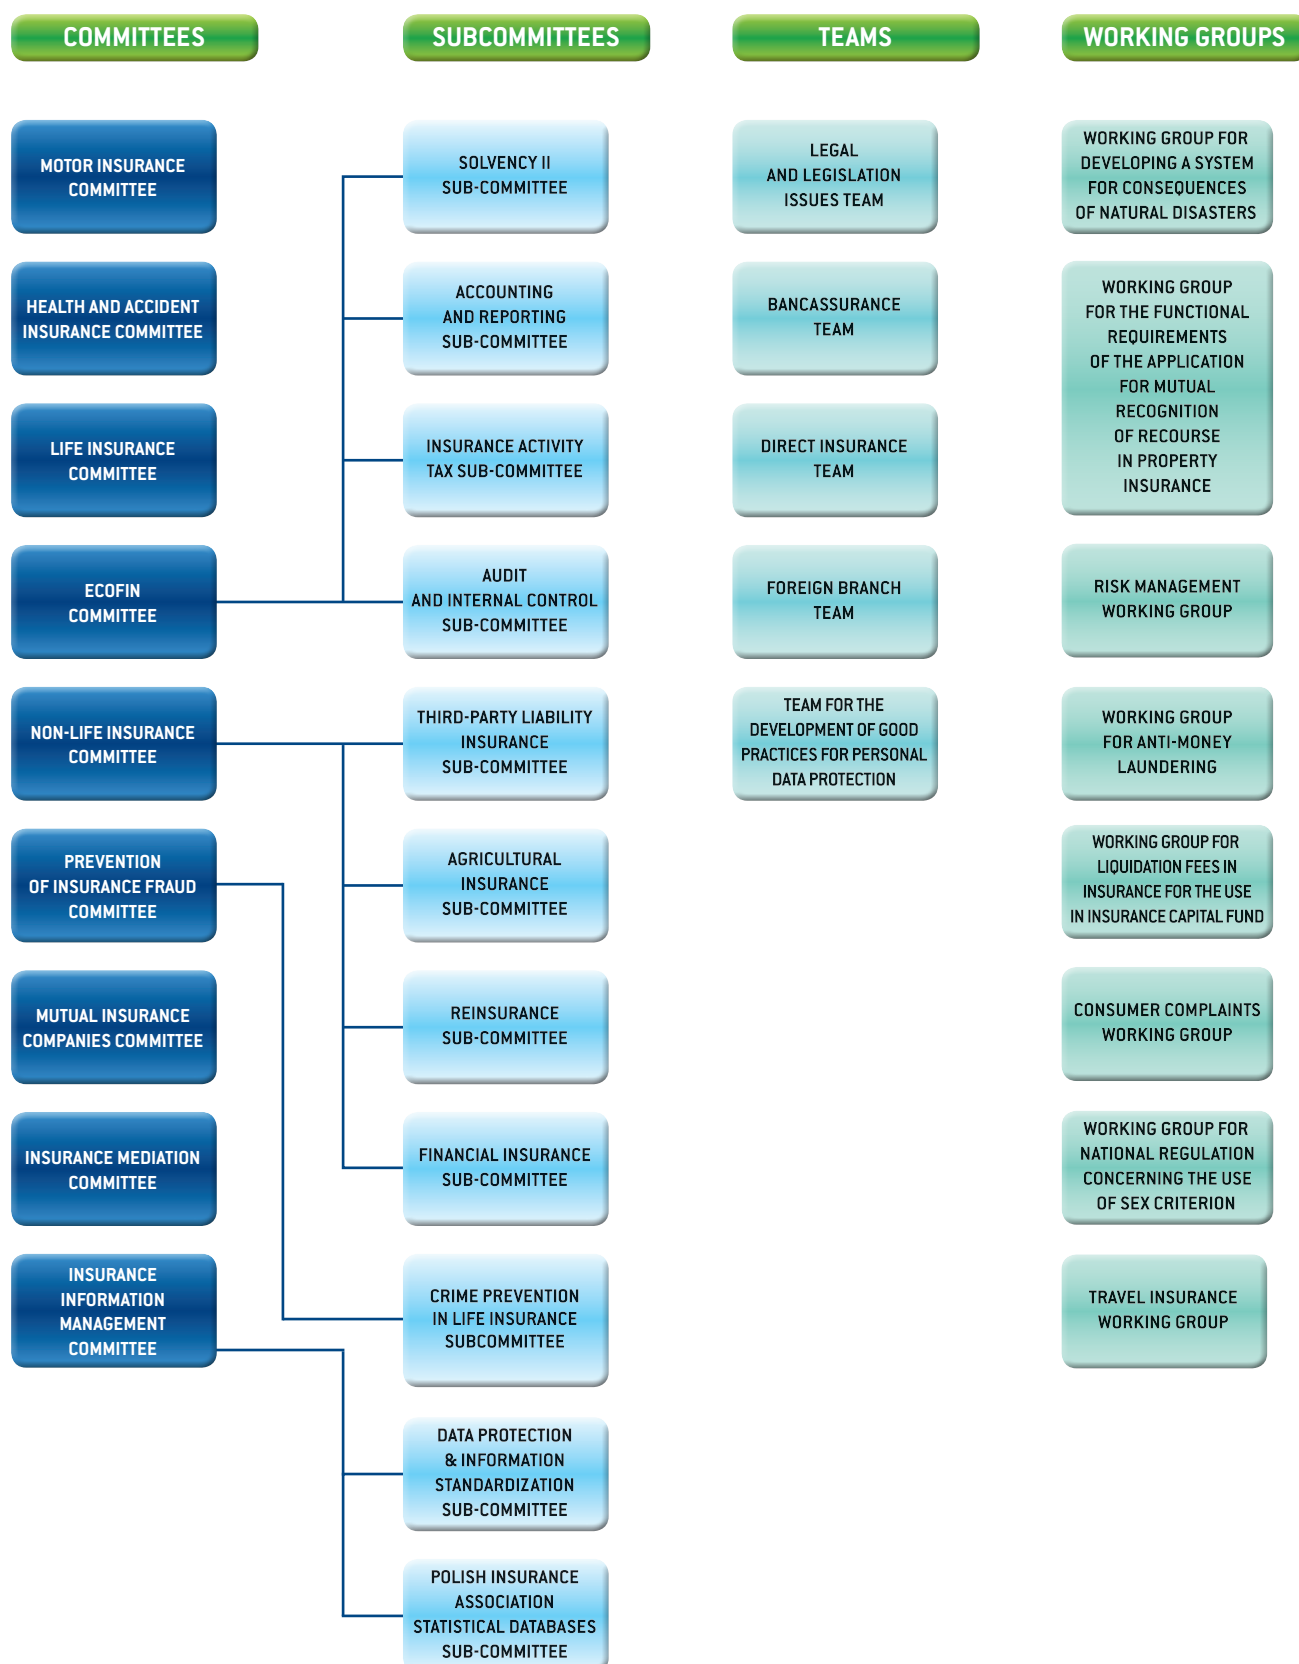 COMMITTEES
SUBCOMMITTEES
TEAMS
WORKING GROUPS
MOTOR INSURANCE
COMMITTEE
HEALTH AND ACCIDENT
INSURANCE COMMITTEE
LIFE INSURANCE
COMMITTEE
ECOFIN
COMMITTEE
NON-LIFE INSURANCE
COMMITTEE
PREVENTION
OF INSURANCE FRAUD
COMMITTEE
MUTUAL INSURANCE
COMPANIES COMMITTEE
INSURANCE MEDIATION
COMMITTEE
INSURANCE
INFORMATION
MANAGEMENT
COMMITTEE
SOLVENCY II
SUB-COMMITTEE
ACCOUNTING
AND REPORTING
SUB-COMMITTEE
INSURANCE ACTIVITY
TAX SUB-COMMITTEE
AUDIT
AND INTERNAL CONTROL
SUB-COMMITTEE
THIRD-PARTY LIABILITY
INSURANCE
SUB-COMMITTEE
AGRICULTURAL
INSURANCE
SUB-COMMITTEE
REINSURANCE
SUB-COMMITTEE
FINANCIAL INSURANCE
SUB-COMMITTEE
CRIME PREVENTION
IN LIFE INSURANCE
SUBCOMMITTEE
DATA PROTECTION
& INFORMATION
STANDARDIZATION
SUB-COMMITTEE
POLISH INSURANCE
ASSOCIATION
STATISTICAL DATABASES
SUB-COMMITTEE
LEGAL
AND LEGISLATION
ISSUES TEAM
BANCASSURANCE
TEAM
DIRECT INSURANCE
TEAM
FOREIGN BRANCH
TEAM
TEAM FOR THE
DEVELOPMENT OF GOOD
PRACTICES FOR PERSONAL
DATA PROTECTION
WORKING GROUP FOR
DEVELOPING A SYSTEM
FOR CONSEQUENCES
OF NATURAL DISASTERS
WORKING GROUP
FOR THE FUNCTIONAL
REQUIREMENTS
OF THE APPLICATION
FOR MUTUAL
RECOGNITION
OF RECOURSE
IN PROPERTY
INSURANCE
RISK MANAGEMENT
WORKING GROUP
WORKING GROUP
FOR ANTI-MONEY
LAUNDERING
WORKING GROUP FOR
LIQUIDATION FEES IN
INSURANCE FOR THE USE
IN INSURANCE CAPITAL FUND
CONSUMER COMPLAINTS
WORKING GROUP
WORKING GROUP FOR
NATIONAL REGULATION
CONCERNING THE USE
OF SEX CRITERION
TRAVEL INSURANCE
WORKING GROUP